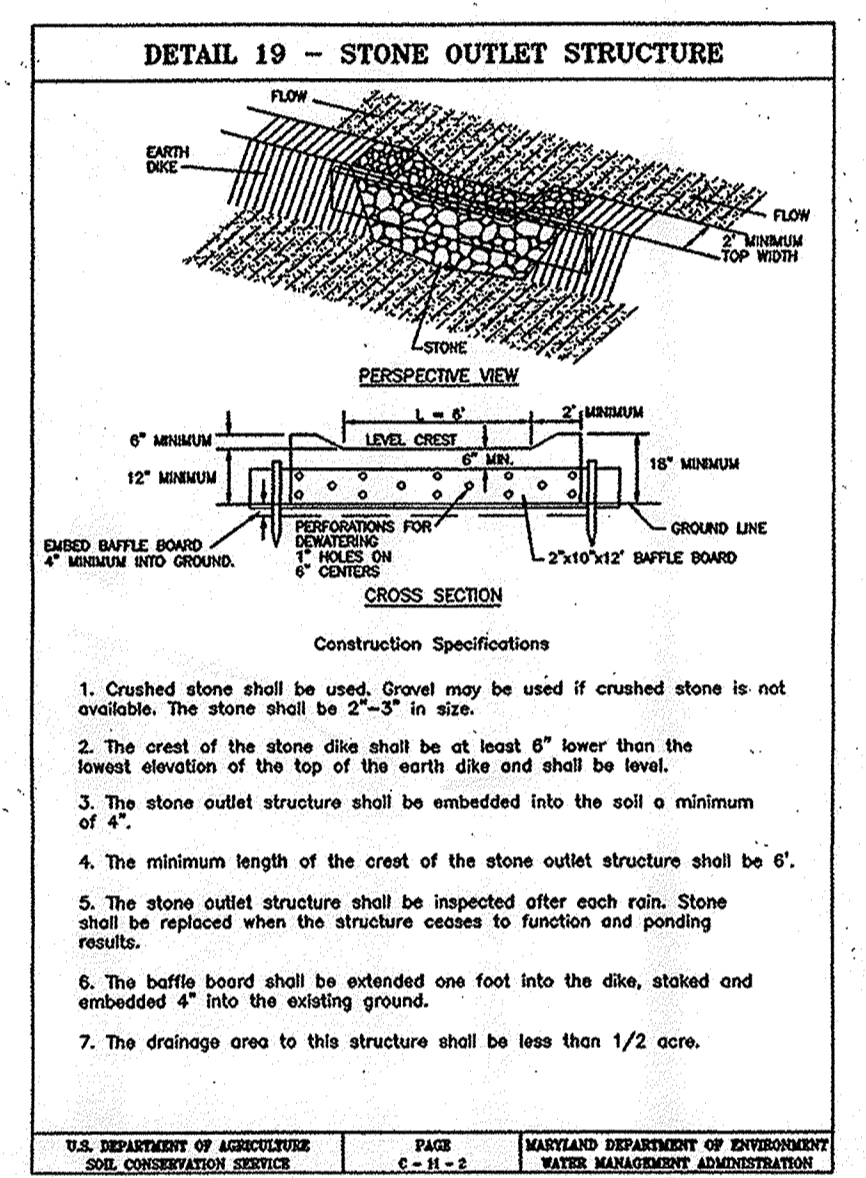 DETAIL 19 – STONE OUTLET STRUCTURE
FLOW
EARTH
DIKE
FLOW
2' MINIMUM
TOP WIDTH
STONE
PERSPECTIVE VIEW
L = 6'
2' MINIMUM
6" MINIMUM
LEVEL CREST
6" MIN.
18" MINIMUM
12" MINIMUM
GROUND LINE
EMBED BAFFLE BOARD
4" MINIMUM INTO GROUND.
PERFORATIONS FOR
DEWATERING
1" HOLES ON
6" CENTERS
2"x10"x12' BAFFLE BOARD
CROSS SECTION
Construction Specifications
1. Crushed stone shall be used. Gravel may be used if crushed stone is not
available. The stone shall be 2"–3" in size.
2. The crest of the stone dike shall be at least 6" lower than the
lowest elevation of the top of the earth dike and shall be level.
3. The stone outlet structure shall be embedded into the soil a minimum
of 4".
4. The minimum length of the crest of the stone outlet structure shall be 6'.
5. The stone outlet structure shall be inspected after each rain. Stone
shall be replaced when the structure ceases to function and ponding
results.
6. The baffle board shall be extended one foot into the dike, staked and
embedded 4" into the existing ground.
7. The drainage area to this structure shall be less than 1/2 acre.
U.S. DEPARTMENT OF AGRICULTURE
SOIL CONSERVATION SERVICE
PAGE
C - 11 - 2
MARYLAND DEPARTMENT OF ENVIRONMENT
WATER MANAGEMENT ADMINISTRATION